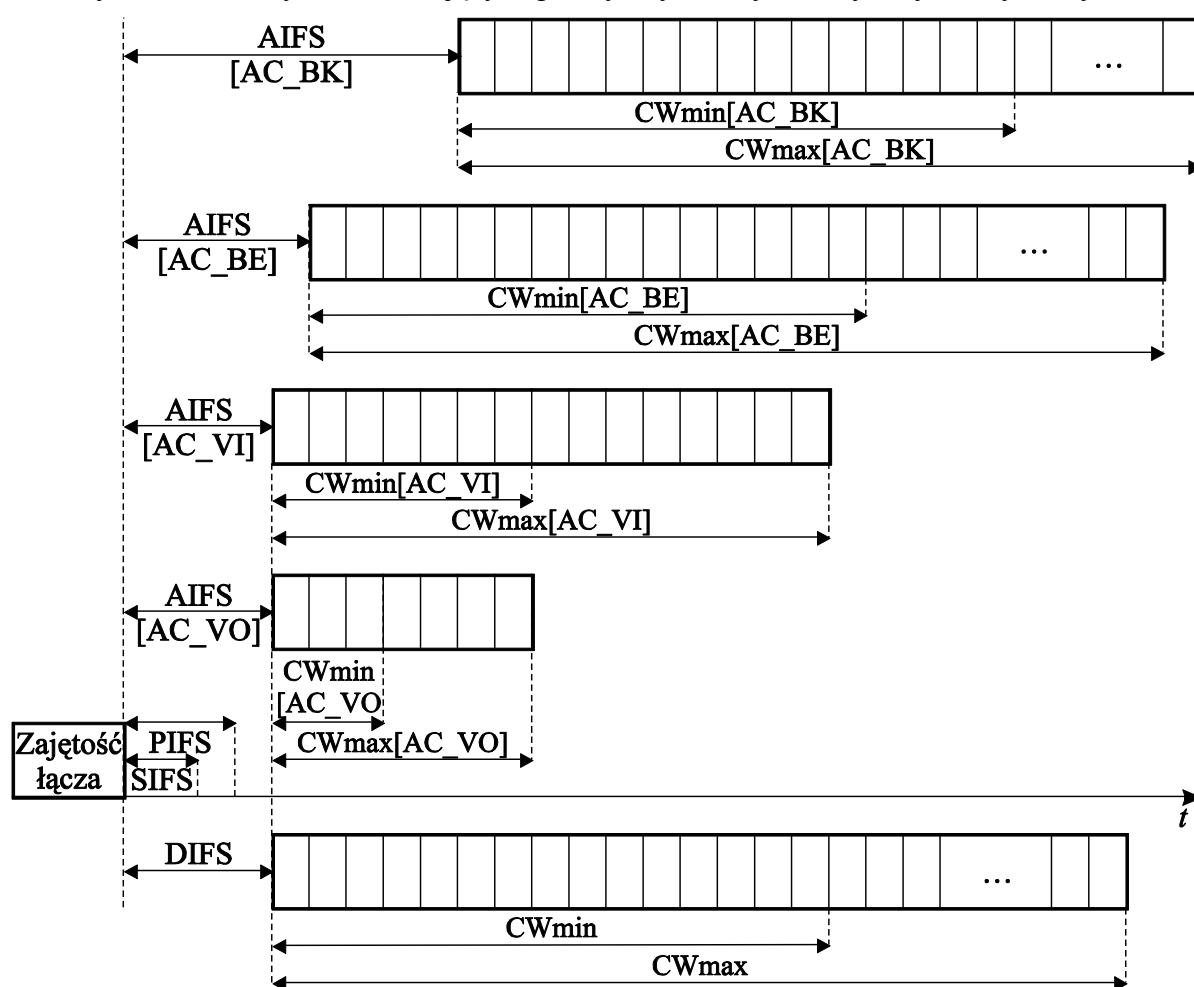 AIFS
[AC_BK]
...
CWmin[AC_BK]
CWmax[AC_BK]
AIFS
[AC_BE]
...
CWmin[AC_BE]
CWmax[AC_BE]
AIFS
[AC_VI]
CWmin[AC_VI]
CWmax[AC_VI]
AIFS
[AC_VO]
CWmin
[AC_VO
CWmax[AC_VO]
Zajętość
łącza
PIFS
SIFS
t
DIFS
...
CWmin
CWmax